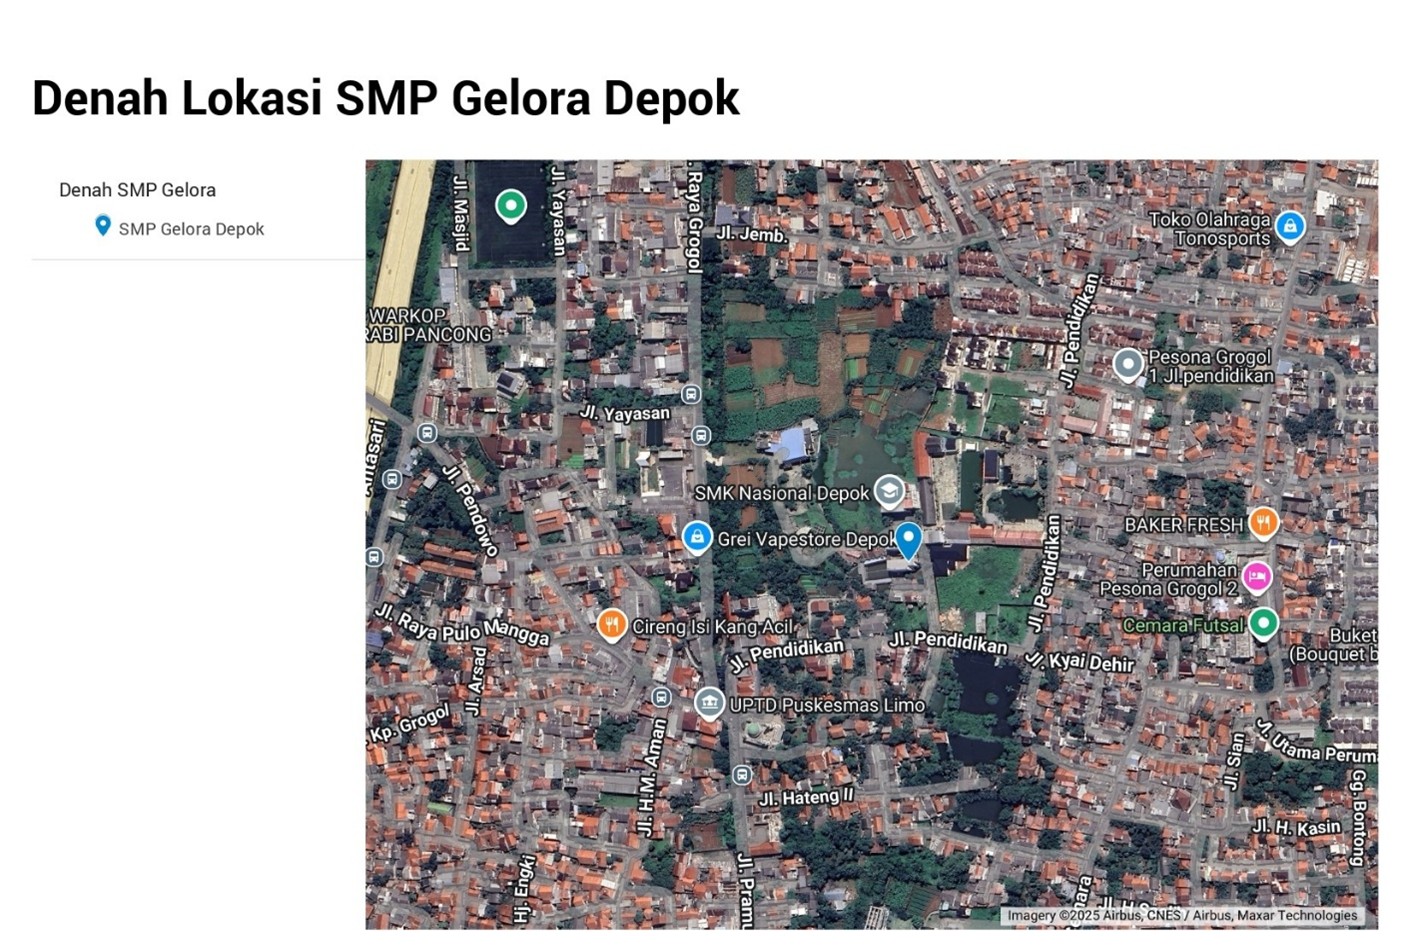 Denah Lokasi SMP Gelora Depok
Denah SMP Gelora
SMP Gelora Depok
Jl. Masjid
Jl. Yayasan
Raya Grogol
Jl. Jemb.
Toko Olahraga
Tonosports
WARKOP
RABI PANCONG
Jl. Pendidikan
Pesona Grogol
1 Jl.pendidikan
Jl. Yayasan
Antasari
Jl. Pendowo
SMK Nasional Depok
Grei Vapestore Depok
BAKER FRESH
Jl. Pendidikan
Perumahan
Pesona Grogol 2
Jl. Raya Pulo Mangga
Cireng Isi Kang Acil
Cemara Futsal
Jl. Pendidikan
Jl. Pendidikan
Jl. Kyai Dehir
Buket
(Bouquet b
Jl. Arsad
Kp. Grogol
UPTD Puskesmas Limo
Jl. H.M. Aman
Jl. Sian
Jl. Utama Perum
Jl. Hateng II
Gg. Bontong
Jl. H. Kasin
Hj. Engki
Jl. Pramu
Imagery ©2025 Airbus, CNES / Airbus, Maxar Technologies